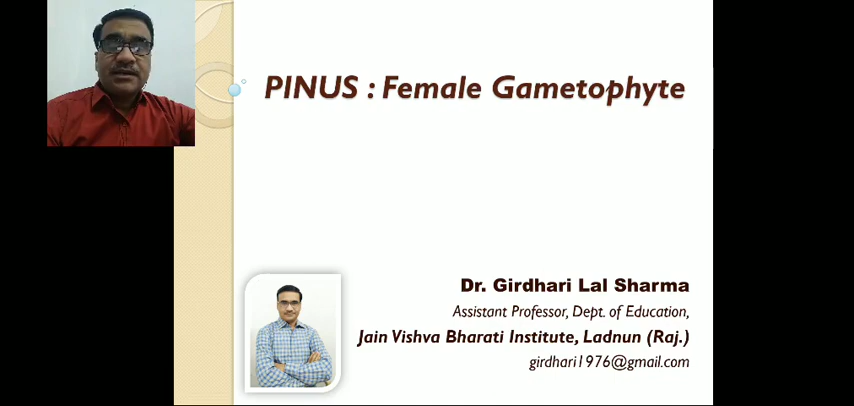 PINUS : Female Gametophyte
Dr. Girdhari Lal Sharma
Assistant Professor, Dept. of Education,
Jain Vishva Bharati Institute, Ladnun (Raj.)
girdhari1976@gmail.com